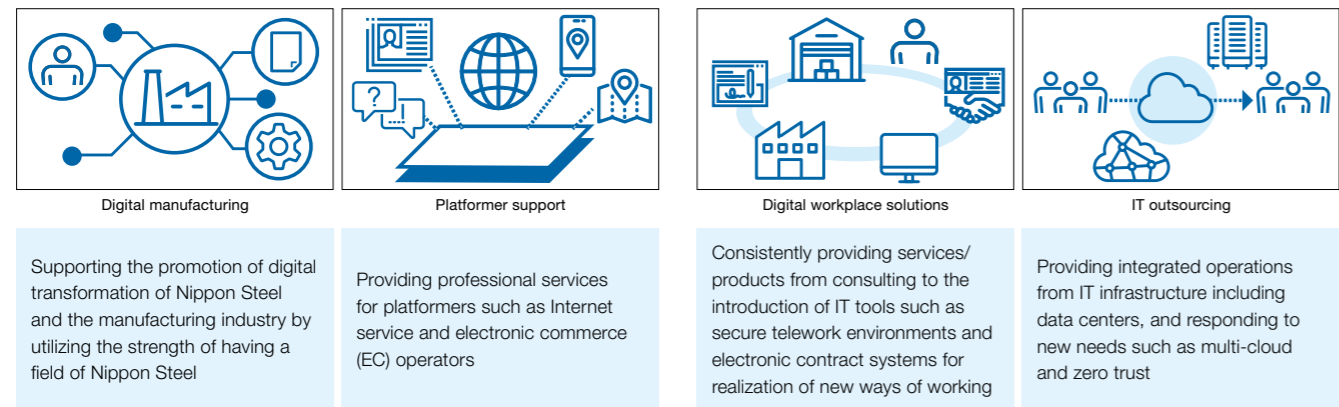 ?
Digital manufacturing
Platformer support
Digital workplace solutions
IT outsourcing
Supporting the promotion of digital
transformation of Nippon Steel
and the manufacturing industry by
utilizing the strength of having a
field of Nippon Steel
Providing professional services
for platformers such as Internet
service and electronic commerce
(EC) operators
Consistently providing services/
products from consulting to the
introduction of IT tools such as
secure telework environments and
electronic contract systems for
realization of new ways of working
Providing integrated operations
from IT infrastructure including
data centers, and responding to
new needs such as multi-cloud
and zero trust